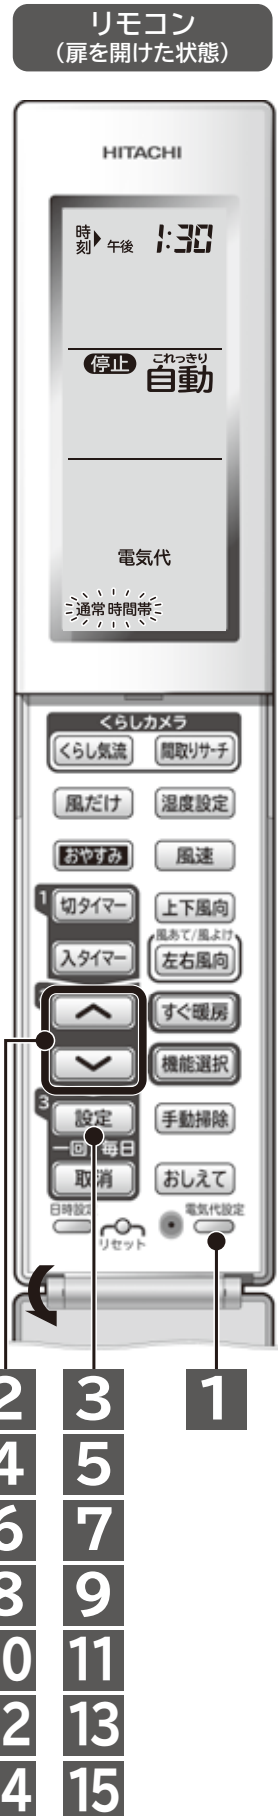 リモコン
(扉を開けた状態)
HITACHI
時刻 午後 1:30
停止 これっきり 自動
電気代
通常時間帯
くらしカメラ
くらし気流 間取りサーチ
風だけ 湿度設定
おやすみ 風速
1 切タイマー 上下風向
風あて/風よけ
入タイマー 左右風向
すぐ暖房
機能選択
3 設定 手動掃除
一回 毎日
取消 おしえて
日時設定 電気代設定
リセット
2 3 1
4 5
6 7
8 9
0 11
2 13
4 15